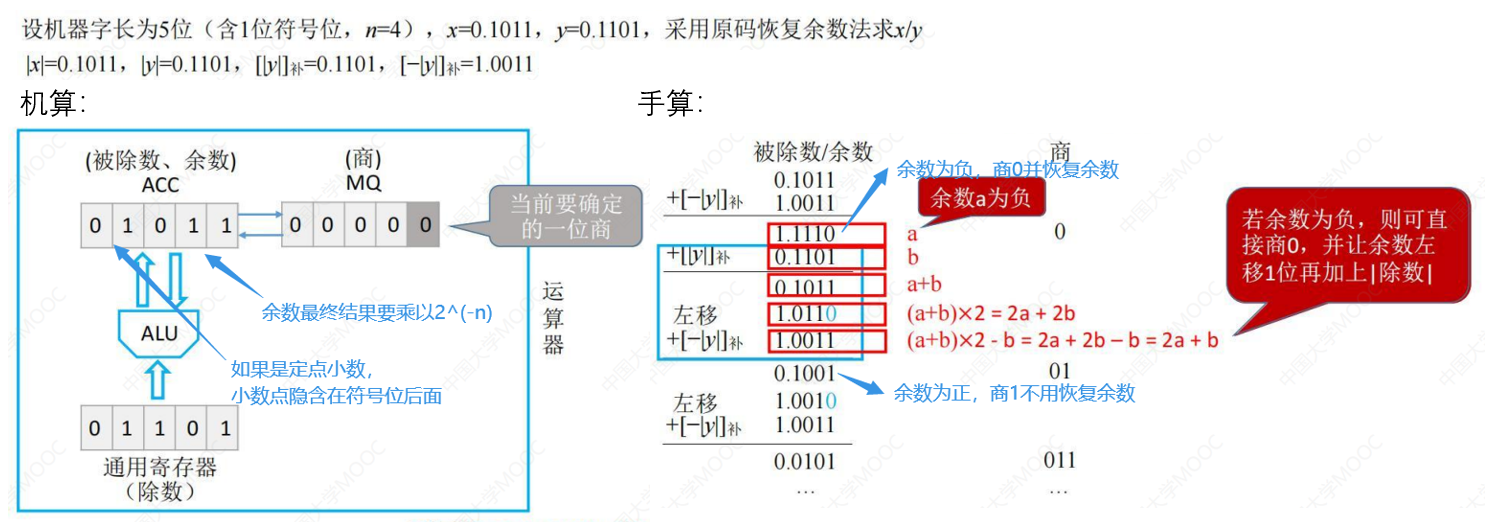 设机器字长为5位（含1位符号位，n=4），x=0.1011，y=0.1101，采用原码恢复余数法求x/y
|x|=0.1011，|y|=0.1101，[|y|]补=0.1101，[−|y|]补=1.0011
机算：
(被除数、余数)
ACC
(商)
MQ
0 1 0 1 1
0 0 0 0 0
当前要确定
的一位商
余数最终结果要乘以2^(-n)
ALU
如果是定点小数，
小数点隐含在符号位后面
0 1 1 0 1
通用寄存器
（除数）
运算器
手算：
被除数/余数 商
余数为负，商0并恢复余数
0.1011
+[−|y|]补 1.0011
余数a为负
1.1110 a 0
+[|y|]补 0.1101 b
0.1011 a+b
左移 1.0110 (a+b)×2 = 2a + 2b
+[−|y|]补 1.0011 (a+b)×2 - b = 2a + 2b − b = 2a + b
0.1001 01
余数为正，商1不用恢复余数
左移 1.0010
+[−|y|]补 1.0011
0.0101 011
… …
若余数为负，则可直
接商0，并让余数左
移1位再加上|除数|
中国大学MOOC